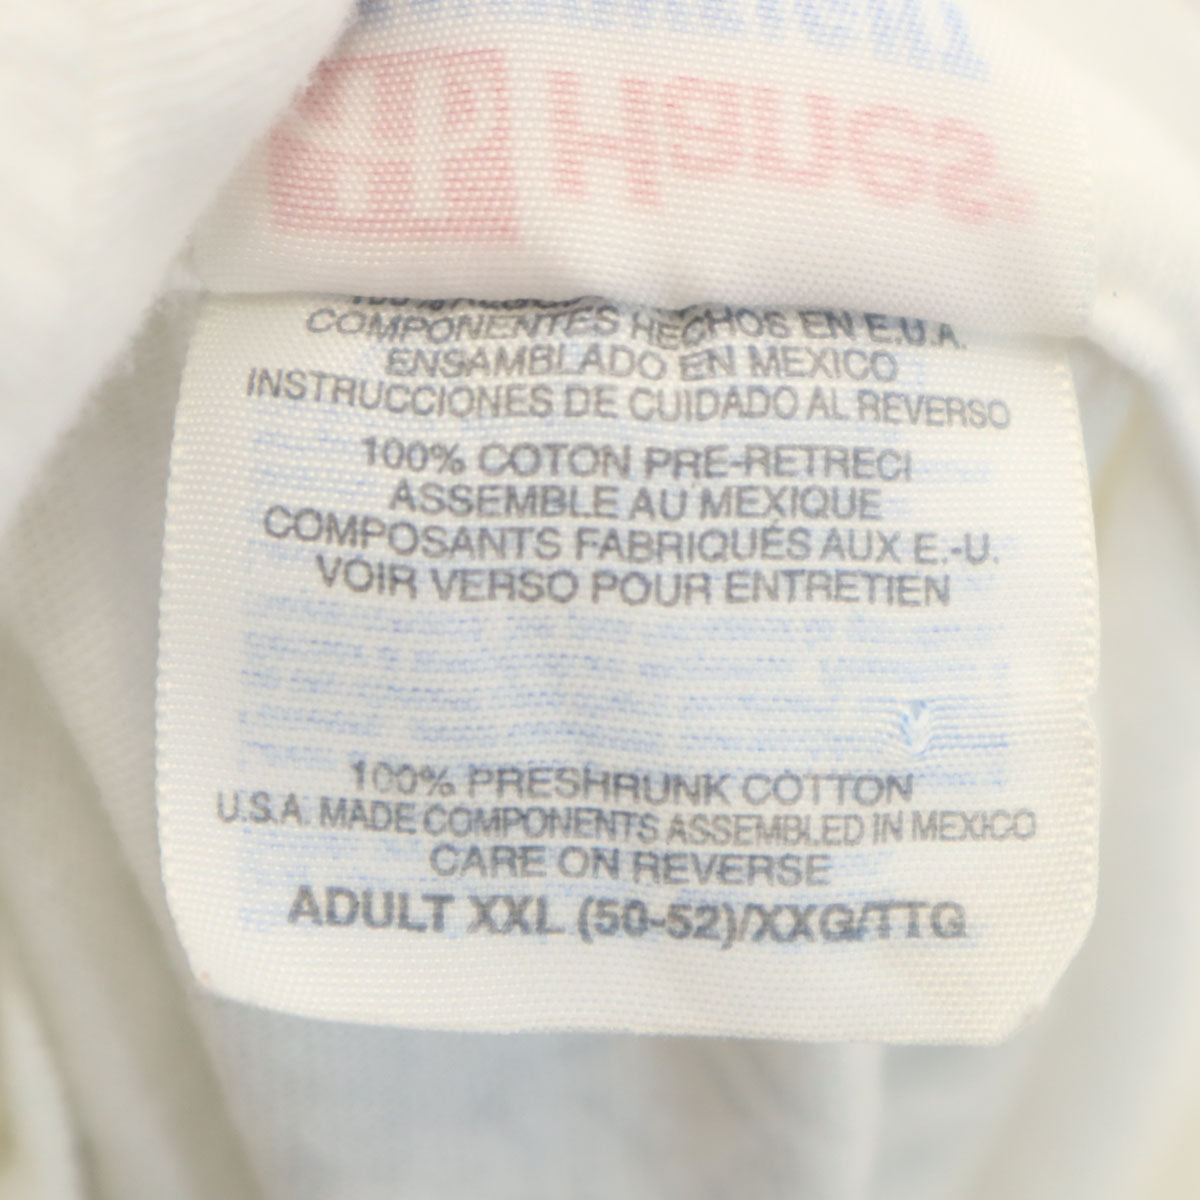 Hanes
COMPONENTES HECHOS EN E.U.A.
ENSAMBLADO EN MEXICO
INSTRUCCIONES DE CUIDADO AL REVERSO
100% COTON PRE-RETRECI
ASSEMBLE AU MEXIQUE
COMPOSANTS FABRIQUÉS AUX E.-U.
VOIR VERSO POUR ENTRETIEN
100% PRESHRUNK COTTON
U.S.A. MADE COMPONENTS ASSEMBLED IN MEXICO
CARE ON REVERSE
ADULT XXL (50-52)/XXG/TTG